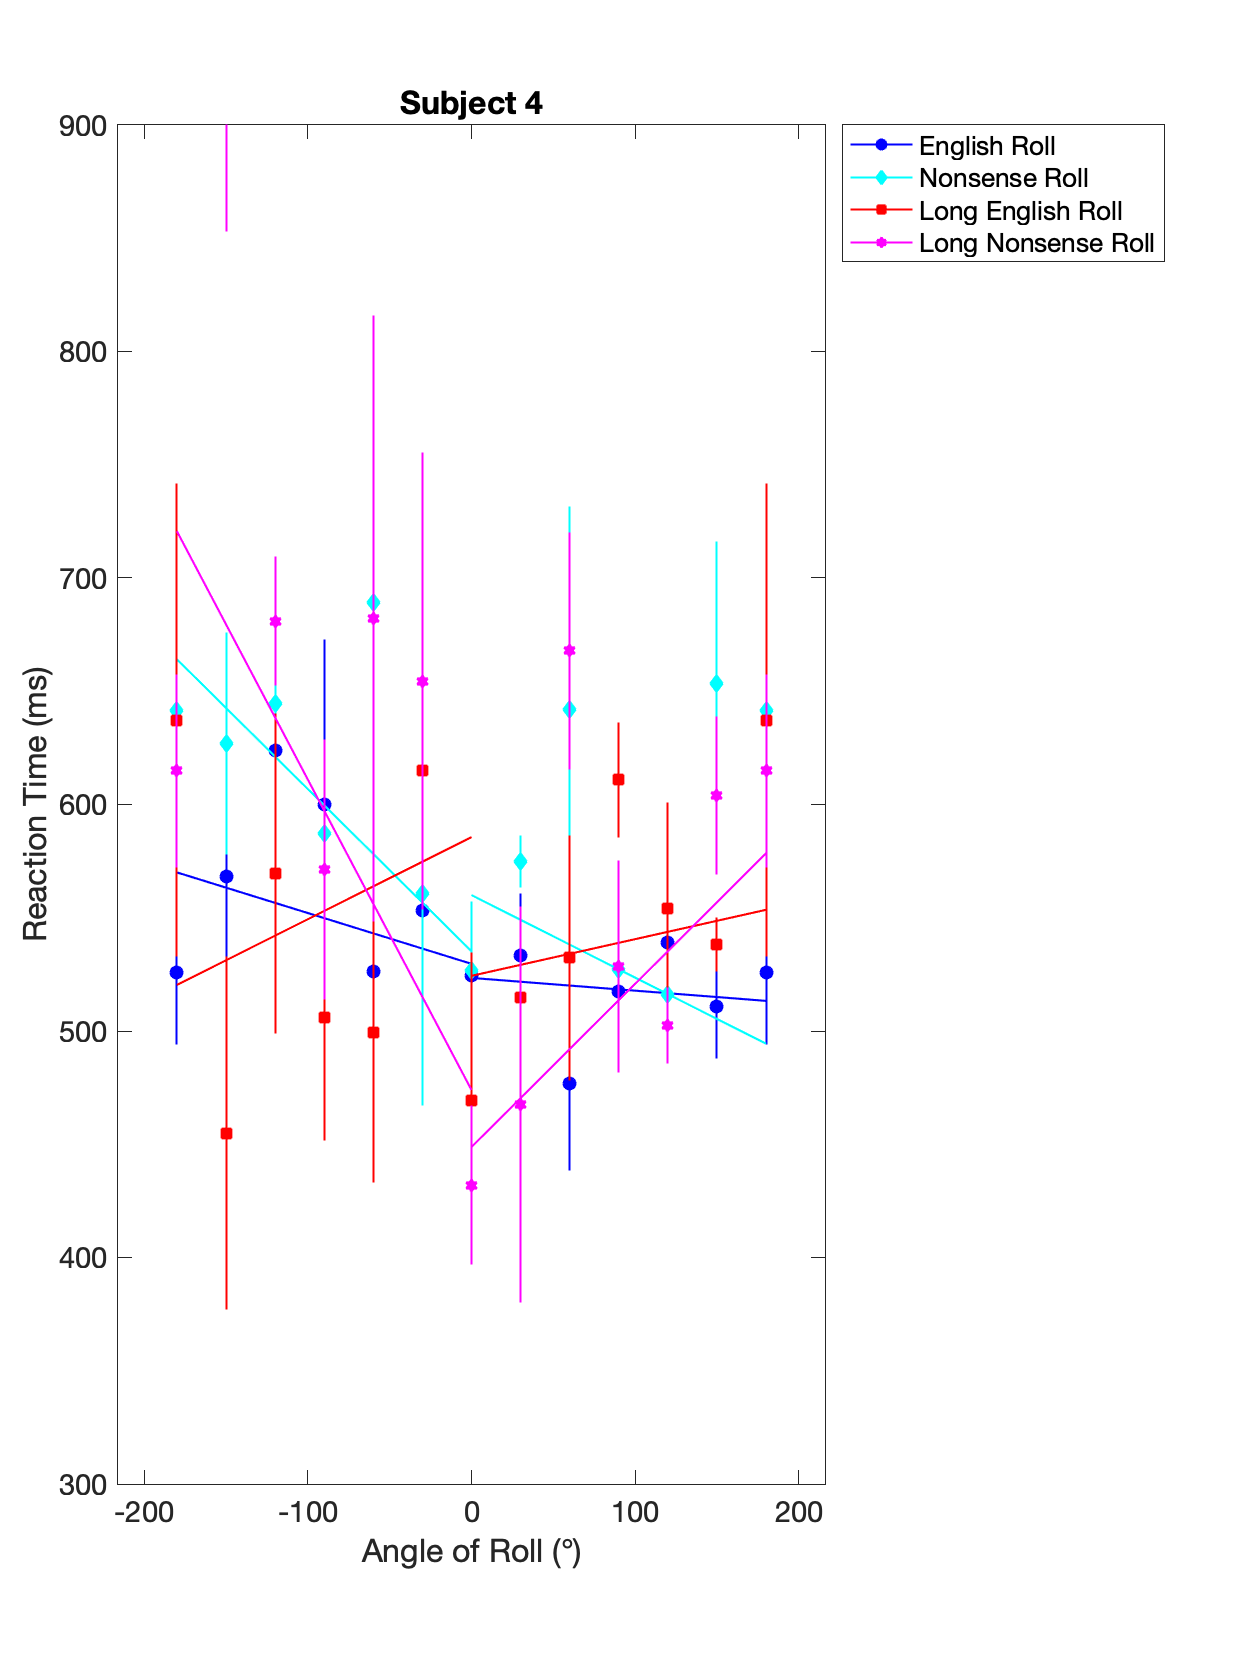 Subject 4
900
800
700
600
500
400
300
Reaction Time (ms)
-200 -100 0 100 200
Angle of Roll (°)
English Roll
Nonsense Roll
Long English Roll
Long Nonsense Roll